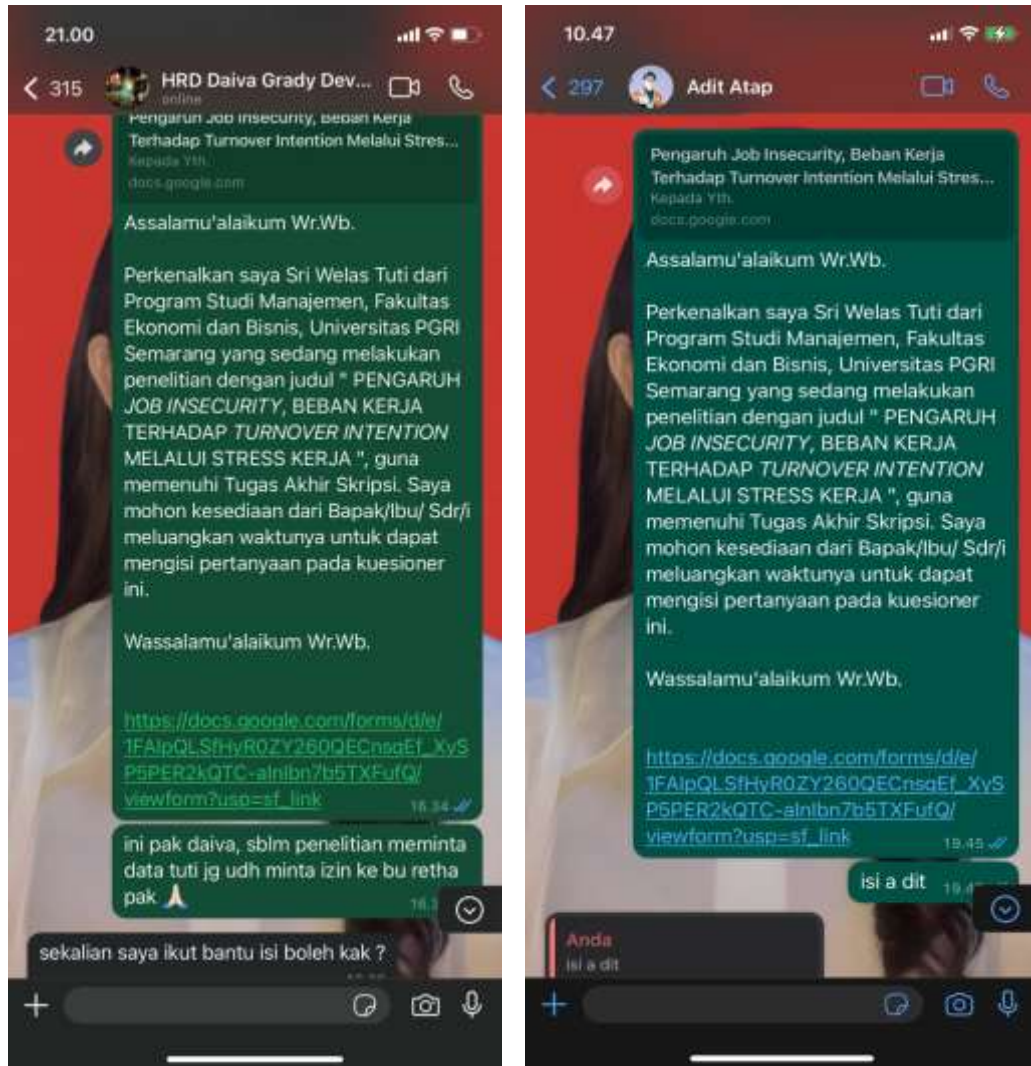 21.00
315
HRD Daiva Grady Dev...
online
Pengaruh Job Insecurity, Beban Kerja
Terhadap Turnover Intention Melalui Stres...
Kepada Yth.
docs.google.com
Assalamu'alaikum Wr.Wb.
Perkenalkan saya Sri Welas Tuti dari
Program Studi Manajemen, Fakultas
Ekonomi dan Bisnis, Universitas PGRI
Semarang yang sedang melakukan
penelitian dengan judul " PENGARUH
JOB INSECURITY, BEBAN KERJA
TERHADAP TURNOVER INTENTION
MELALUI STRESS KERJA ", guna
memenuhi Tugas Akhir Skripsi. Saya
mohon kesediaan dari Bapak/Ibu/ Sdr/i
meluangkan waktunya untuk dapat
mengisi pertanyaan pada kuesioner
ini.
Wassalamu'alaikum Wr.Wb.
https://docs.google.com/forms/d/e/
1FAIpQLSfHyR0ZY260QECnsqEf_XyS
P5PER2kQTC-alnlbn7b5TXFufQ/
viewform?usp=sf_link
16.34
ini pak daiva, sblm penelitian meminta
data tuti jg udh minta izin ke bu retha
pak 🙏🏻
sekalian saya ikut bantu isi boleh kak ?
10.47
297
Adit Atap
Pengaruh Job Insecurity, Beban Kerja
Terhadap Turnover Intention Melalui Stres...
Kepada Yth.
docs.google.com
Assalamu'alaikum Wr.Wb.
Perkenalkan saya Sri Welas Tuti dari
Program Studi Manajemen, Fakultas
Ekonomi dan Bisnis, Universitas PGRI
Semarang yang sedang melakukan
penelitian dengan judul " PENGARUH
JOB INSECURITY, BEBAN KERJA
TERHADAP TURNOVER INTENTION
MELALUI STRESS KERJA ", guna
memenuhi Tugas Akhir Skripsi. Saya
mohon kesediaan dari Bapak/Ibu/ Sdr/i
meluangkan waktunya untuk dapat
mengisi pertanyaan pada kuesioner
ini.
Wassalamu'alaikum Wr.Wb.
https://docs.google.com/forms/d/e/
1FAIpQLSfHyR0ZY260QECnsqEf_XyS
P5PER2kQTC-alnlbn7b5TXFufQ/
viewform?usp=sf_link
19.45
isi a dit
Anda
isi a dit